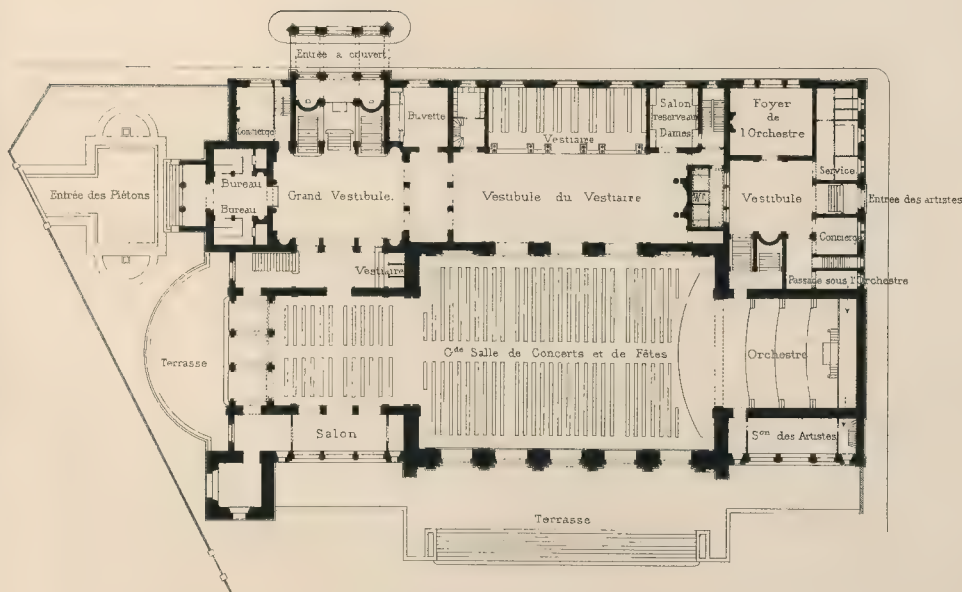 Entrée a couvert
Concierge
Buvette
Vestiaire
Salon
reserve aux
Dames
Foyer
de
l'Orchestre
Service
Entrée des Piétons
Bureau
Bureau
Grand Vestibule.
Vestibule du Vestiaire
W.C.
Vestibule
Entrée des artistes
Concierge
Vestiaire
Passage sous l'Orchestre
Terrasse
Gde Salle de Concerts et de Fêtes
Orchestre
Salon
Son des Artistes
Terrasse